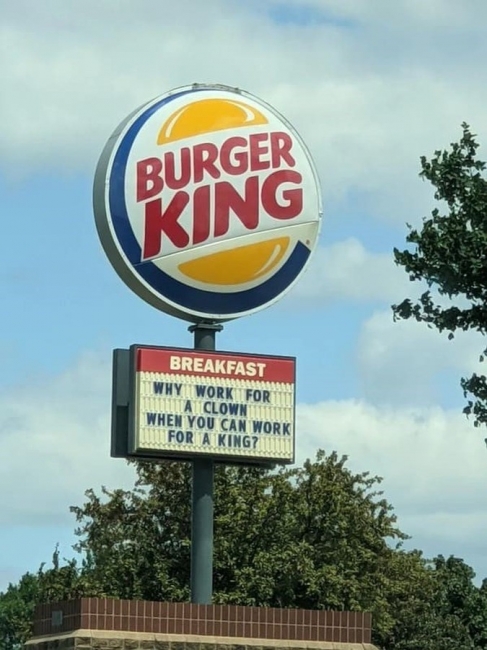 BURGER
KING
BREAKFAST
WHY WORK FOR
A CLOWN
WHEN YOU CAN WORK
FOR A KING?